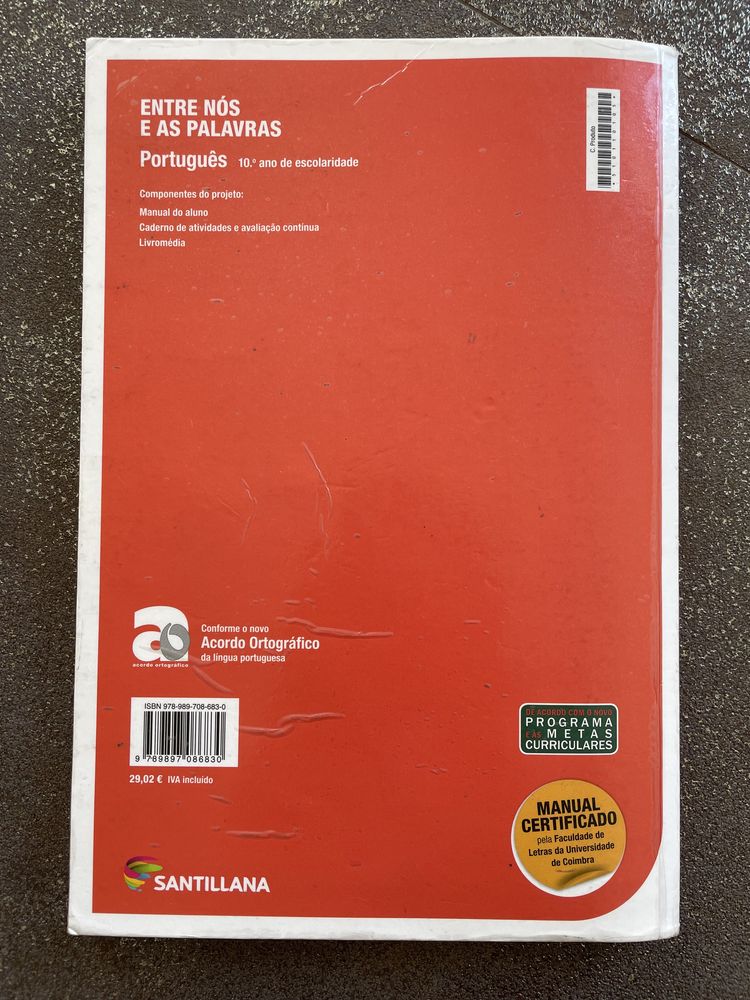 ENTRE NÓS
E AS PALAVRAS
Português 10.º ano de escolaridade
Componentes do projeto:
Manual do aluno
Caderno de atividades e avaliação contínua
Livromédia
C. Produto
a
acordo ortográfico
Conforme o novo
Acordo Ortográfico
da língua portuguesa
ISBN 978-989-708-683-0
9 789897 086830
29,02 € IVA incluído
DE ACORDO COM O NOVO
PROGRAMA
E AS METAS
CURRICULARES
MANUAL
CERTIFICADO
pela Faculdade de
Letras da Universidade
de Coimbra
SANTILLANA